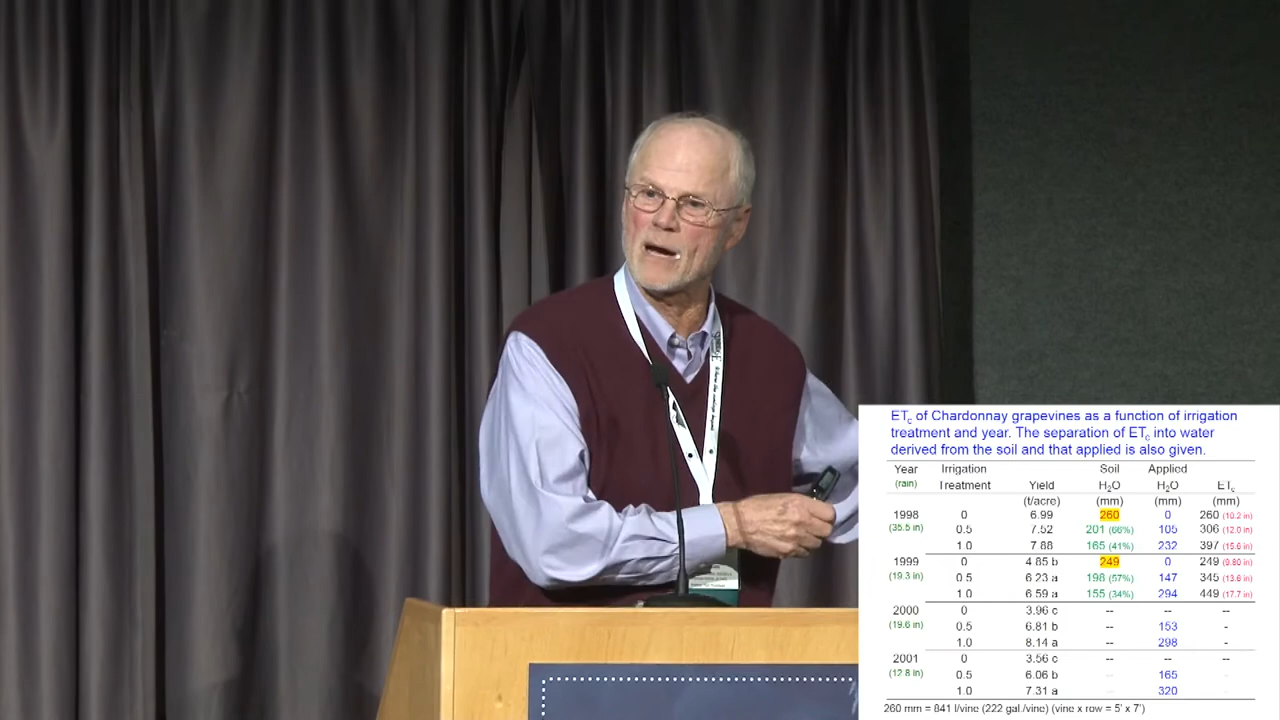 ETc of Chardonnay grapevines as a function of irrigation
treatment and year. The separation of ETc into water
derived from the soil and that applied is also given.
Year Irrigation Soil Applied
(rain) Treatment Yield H2O H2O ETc
(t/acre) (mm) (mm) (mm)
1998 0 6.99 260 0 260 (10.2 in)
(35.5 in) 0.5 7.52 201 (66%) 105 306 (12.0 in)
1.0 7.88 165 (41%) 232 397 (15.6 in)
1999 0 4.85 b 249 0 249 (9.80 in)
(19.3 in) 0.5 6.23 a 198 (57%) 147 345 (13.6 in)
1.0 6.59 a 155 (34%) 294 449 (17.7 in)
2000 0 3.96 c -- -- --
(19.6 in) 0.5 6.81 b -- 153 -
1.0 8.14 a -- 298 -
2001 0 3.56 c -- -- --
(12.8 in) 0.5 6.06 b -- 165 -
1.0 7.31 a -- 320 -
260 mm = 841 l/vine (222 gal./vine) (vine x row = 5' x 7')